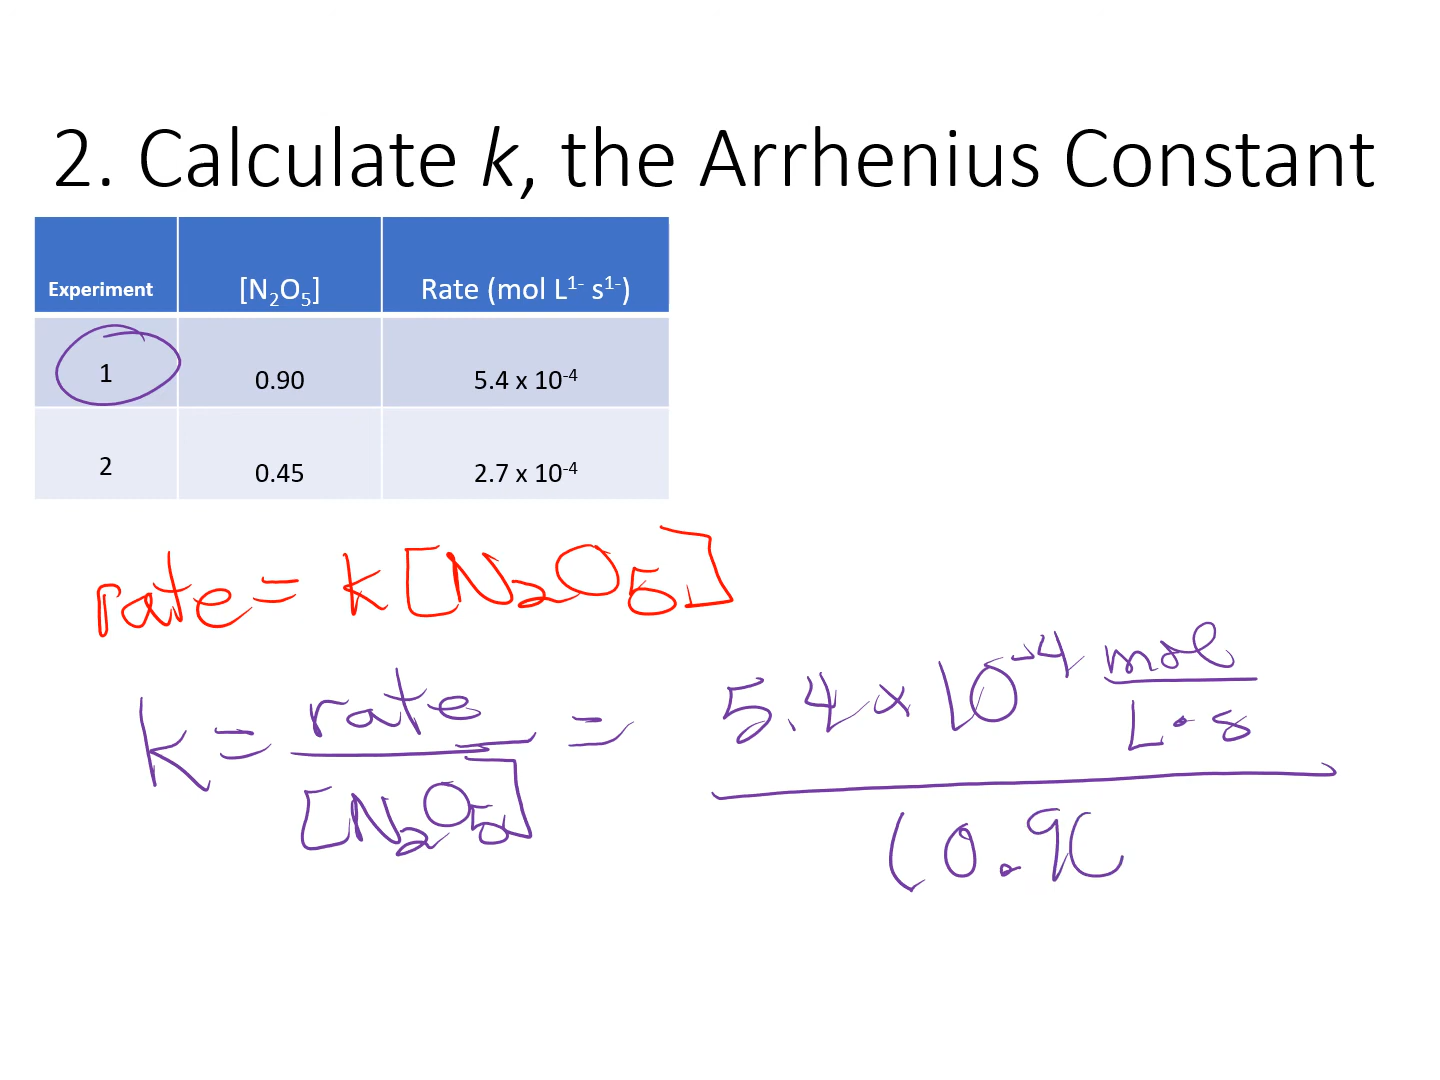 2. Calculate k, the Arrhenius Constant
Experiment [N₂O₅] Rate (mol L¹⁻ s¹⁻)
1 0.90 5.4 x 10⁻⁴
2 0.45 2.7 x 10⁻⁴
rate = k[N₂O₅]
k = rate / [N₂O₅] = 5.4 x 10⁻⁴ mol / L·s / (0.90